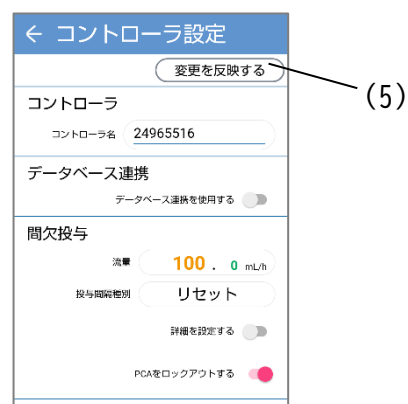 ← コントローラ設定
変更を反映する
(5)
コントローラ
コントローラ名 24965516
データベース連携
データベース連携を使用する
間欠投与
流量 100 . 0 mL/h
投与間隔種別 リセット
詳細を設定する
PCAをロックアウトする